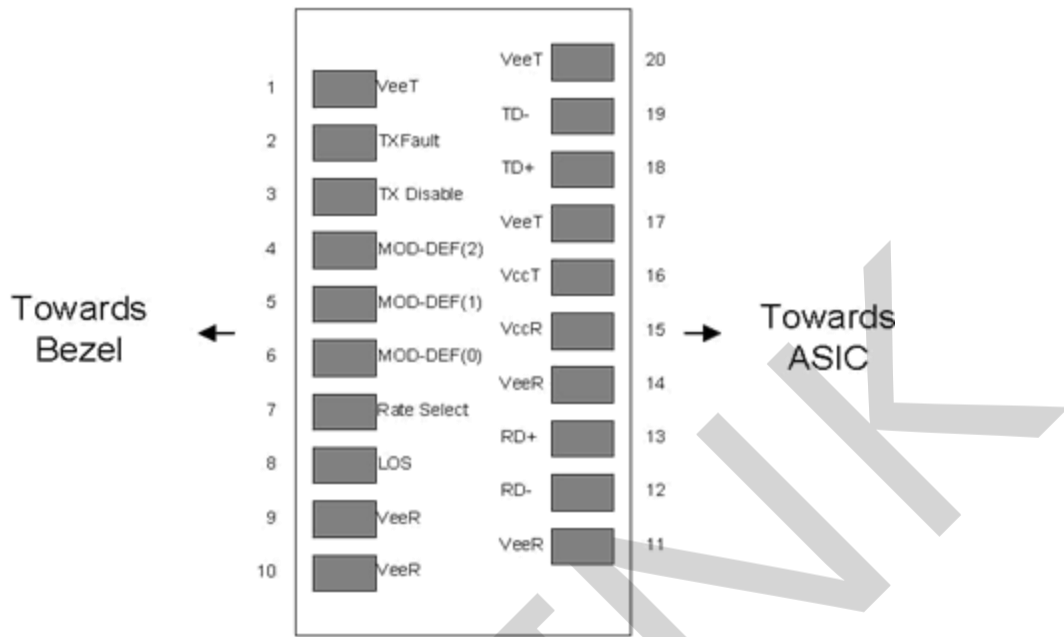 VeeT 20
1 VeeT
TD- 19
2 TXFault
TD+ 18
3 TX Disable
VeeT 17
4 MOD-DEF(2)
VccT 16
5 MOD-DEF(1)
Towards Bezel
VccR 15
Towards ASIC
6 MOD-DEF(0)
VeeR 14
7 Rate Select
RD+ 13
8 LOS
RD- 12
9 VeeR
VeeR 11
10 VeeR